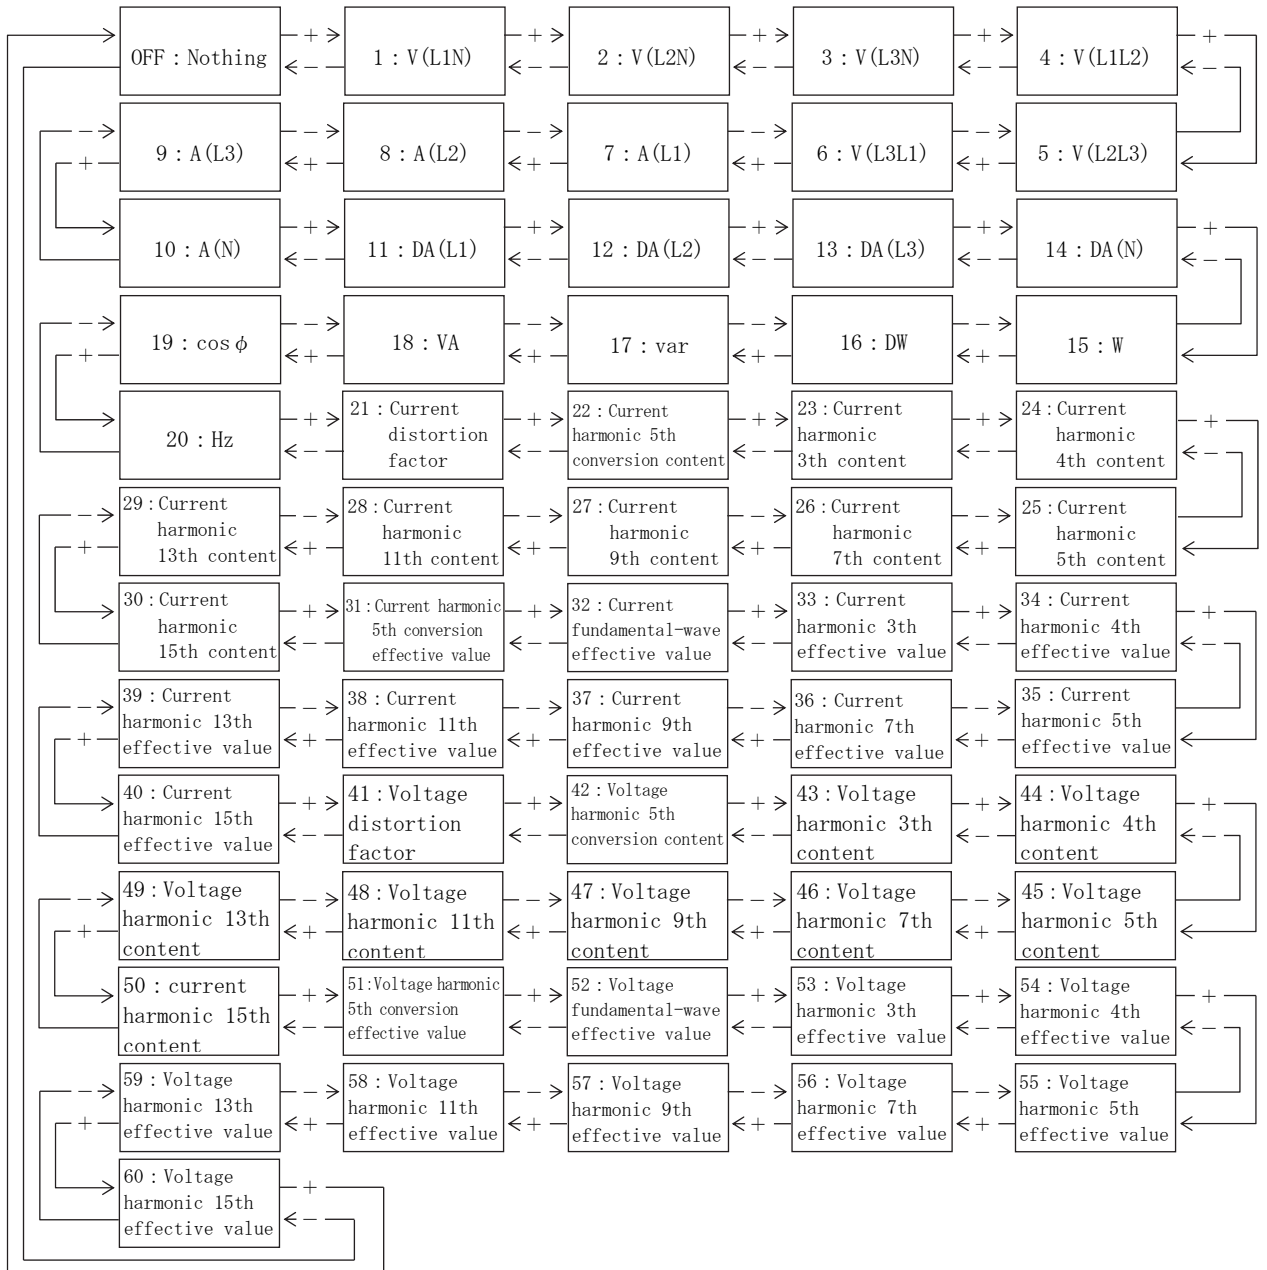 OFF：Nothing
+
−
1：V(L1N)
+
−
2：V(L2N)
+
−
3：V(L3N)
+
−
4：V(L1L2)
+
−
−
+
9：A(L3)
−
+
8：A(L2)
−
+
7：A(L1)
−
+
6：V(L3L1)
−
+
5：V(L2L3)
10：A(N)
+
−
11：DA(L1)
+
−
12：DA(L2)
+
−
13：DA(L3)
+
−
14：DA(N)
+
−
−
+
19：cosφ
−
+
18：VA
−
+
17：var
−
+
16：DW
−
+
15：W
20：Hz
+
−
21：Current
distortion
factor
+
−
22：Current
harmonic 5th
conversion content
+
−
23：Current
harmonic
3th content
+
−
24：Current
harmonic
4th content
+
−
−
+
29：Current
harmonic
13th content
−
+
28：Current
harmonic
11th content
−
+
27：Current
harmonic
9th content
−
+
26：Current
harmonic
7th content
−
+
25：Current
harmonic
5th content
30：Current
harmonic
15th content
+
−
31：Current harmonic
5th conversion
effective value
+
−
32：Current
fundamental-wave
effective value
+
−
33：Current
harmonic 3th
effective value
+
−
34：Current
harmonic 4th
effective value
+
−
−
+
39：Current
harmonic 13th
effective value
−
+
38：Current
harmonic 11th
effective value
−
+
37：Current
harmonic 9th
effective value
−
+
36：Current
harmonic 7th
effective value
−
+
35：Current
harmonic 5th
effective value
40：Current
harmonic 15th
effective value
+
−
41：Voltage
distortion
factor
+
−
42：Voltage
harmonic 5th
conversion content
+
−
43：Voltage
harmonic 3th
content
+
−
44：Voltage
harmonic 4th
content
+
−
−
+
49：Voltage
harmonic 13th
content
−
+
48：Voltage
harmonic 11th
content
−
+
47：Voltage
harmonic 9th
content
−
+
46：Voltage
harmonic 7th
content
−
+
45：Voltage
harmonic 5th
content
50：current
harmonic 15th
content
+
−
51:Voltage harmonic
5th conversion
effective value
+
−
52：Voltage
fundamental-wave
effective value
+
−
53：Voltage
harmonic 3th
effective value
+
−
54：Voltage
harmonic 4th
effective value
+
−
−
+
59：Voltage
harmonic 13th
effective value
−
+
58：Voltage
harmonic 11th
effective value
−
+
57：Voltage
harmonic 9th
effective value
−
+
56：Voltage
harmonic 7th
effective value
−
+
55：Voltage
harmonic 5th
effective value
60：Voltage
harmonic 15th
effective value
+
−